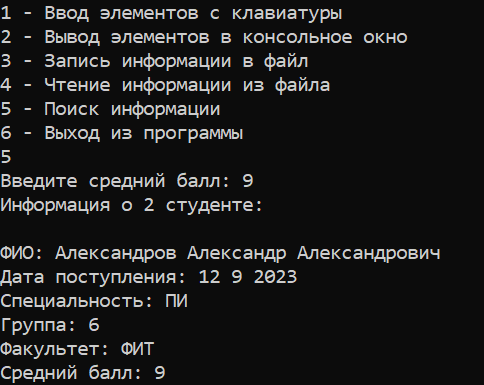 1 - Ввод элементов с клавиатуры
2 - Вывод элементов в консольное окно
3 - Запись информации в файл
4 - Чтение информации из файла
5 - Поиск информации
6 - Выход из программы
5
Введите средний балл: 9
Информация о 2 студенте:
ФИО: Александров Александр Александрович
Дата поступления: 12 9 2023
Специальность: ПИ
Группа: 6
Факультет: ФИТ
Средний балл: 9